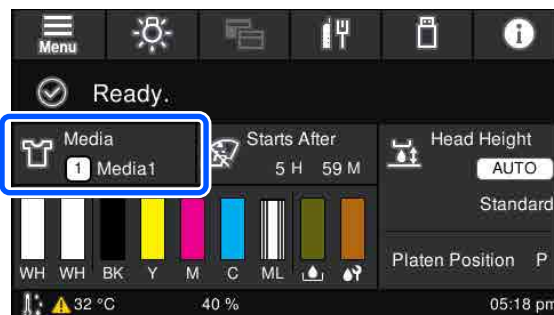 Menu
Ready.
Media
1 Media1
Starts After
5 H 59 M
Head Height
AUTO
Standard
Platen Position P
WH WH BK Y M C ML
32 °C
40 %
05:18 pm